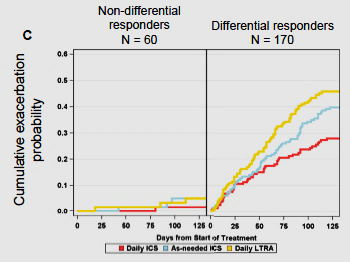 Non-differential
responders
N = 60
Differential responders
N = 170
C
Cumulative exacerbation
probability
0.6
0.5
0.4
0.3
0.2
0.1
0.0
0 25 50 75 100 125
0 25 50 75 100 125
Days from Start of Treatment
Daily ICS As-needed ICS Daily LTRA